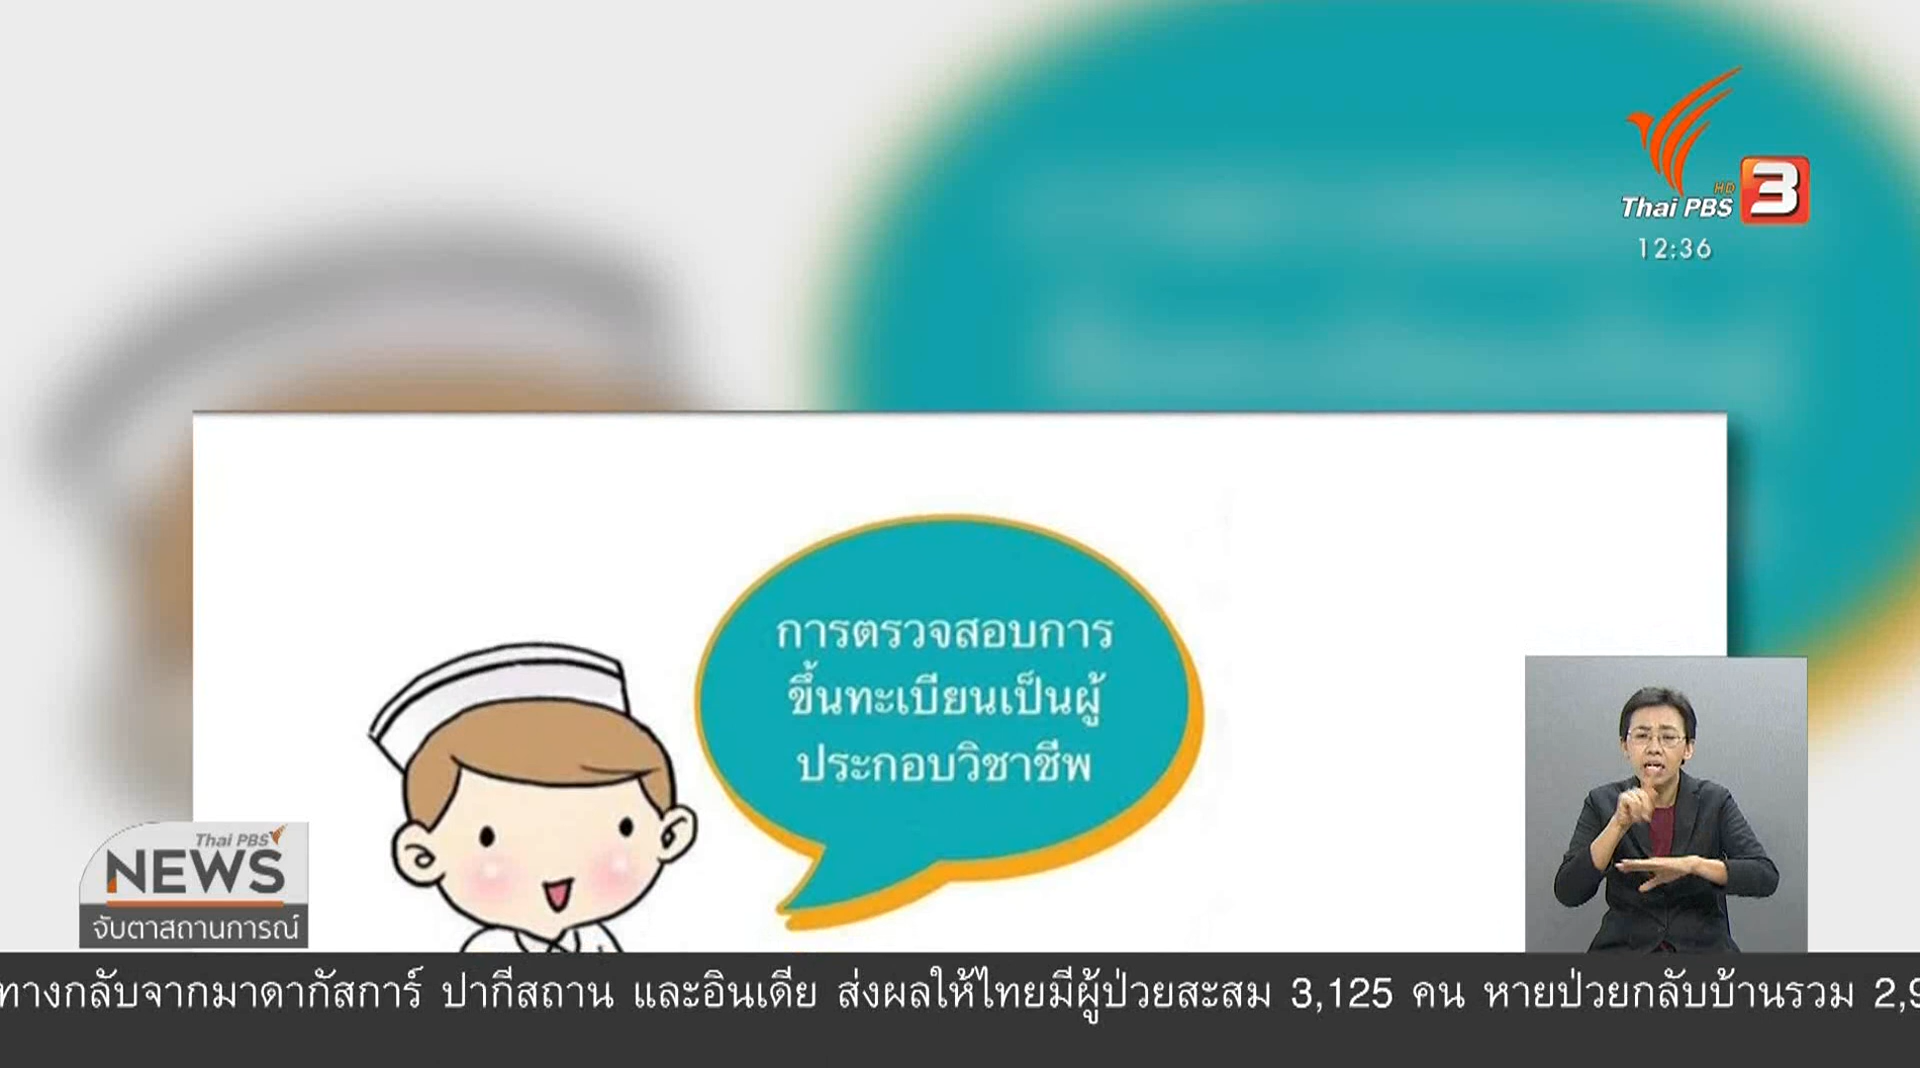 HD
Thai PBS 3
12:36
การตรวจสอบการ
ขึ้นทะเบียนเป็นผู้
ประกอบวิชาชีพ
Thai PBS
NEWS
จับตาสถานการณ์
ทางกลับจากมาดากัสการ์ ปากีสถาน และอินเดีย ส่งผลให้ไทยมีผู้ป่วยสะสม 3,125 คน หายป่วยกลับบ้านรวม 2,9